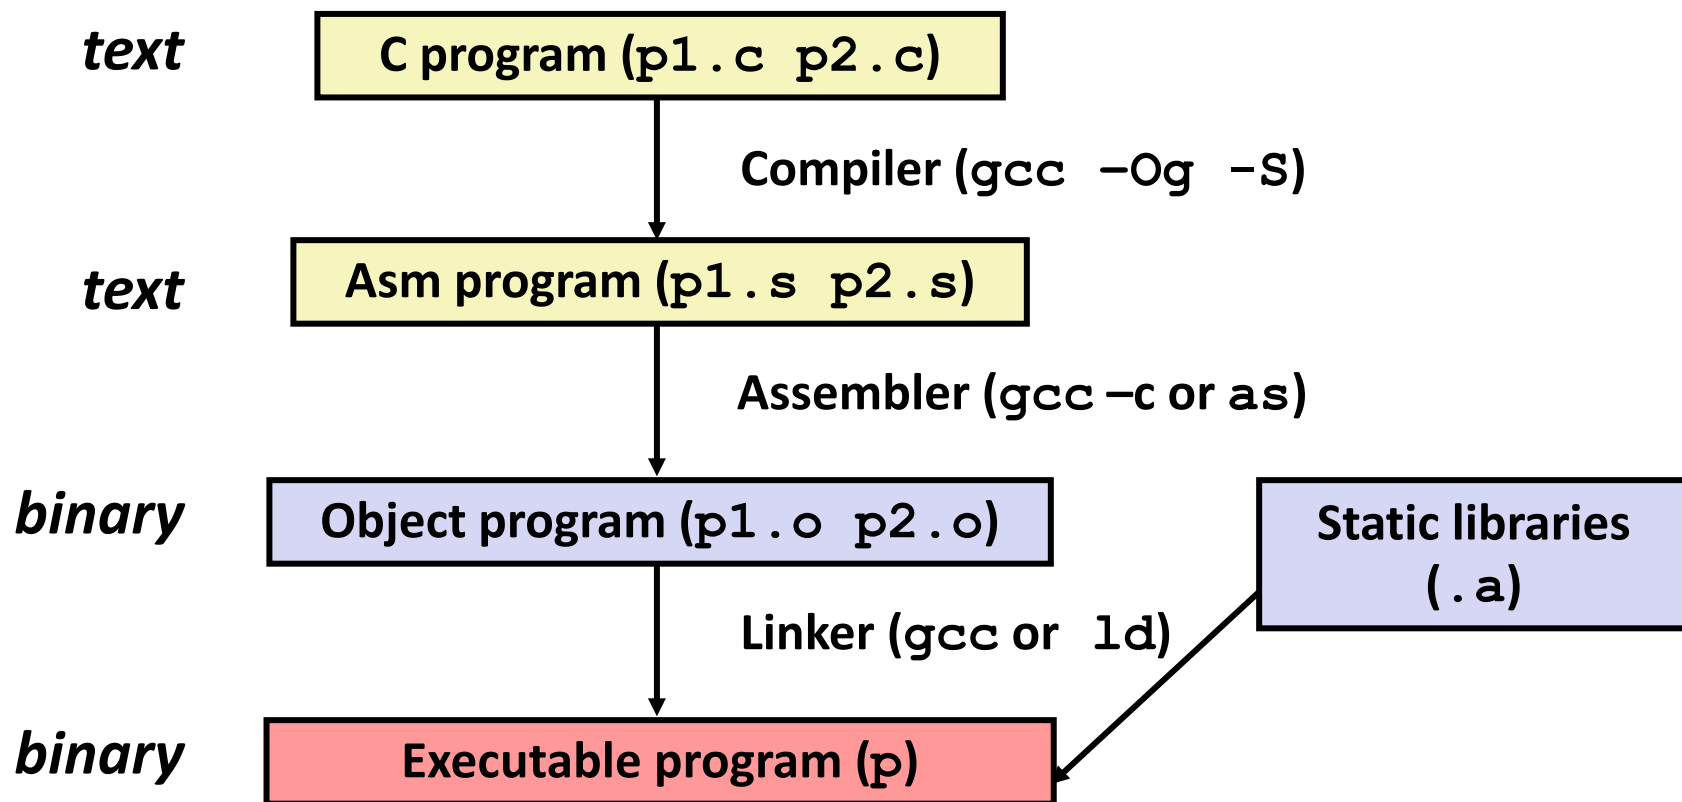 text
C program (p1.c p2.c)
Compiler (gcc –Og -S)
text
Asm program (p1.s p2.s)
Assembler (gcc –c or as)
binary
Object program (p1.o p2.o)
Static libraries
(.a)
Linker (gcc or ld)
binary
Executable program (p)